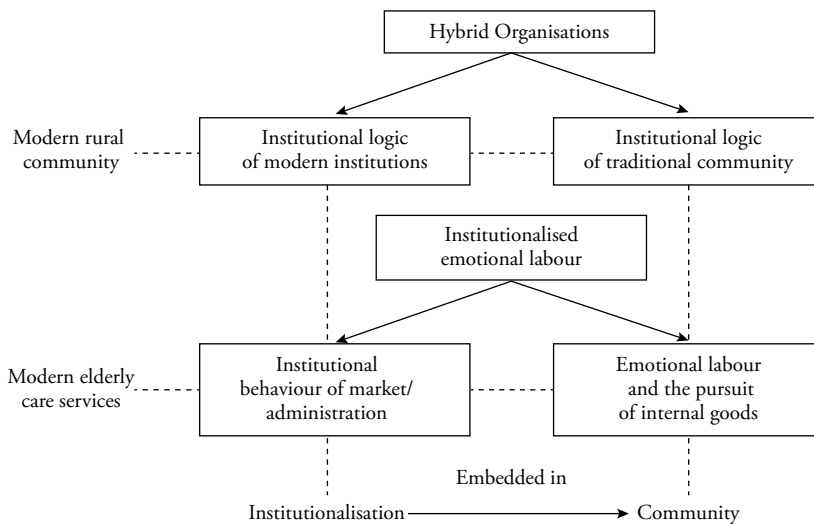 Hybrid Organisations
Modern rural
community
Institutional logic
of modern institutions
Institutional logic
of traditional community
Institutionalised
emotional labour
Modern elderly
care services
Institutional
behaviour of market/
administration
Emotional labour
and the pursuit
of internal goods
Embedded in
Institutionalisation
Community